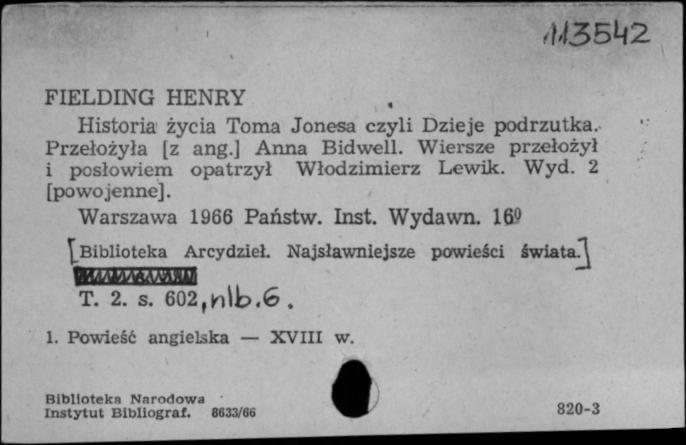 113542
FIELDING HENRY
Historia życia Toma Jonesa czyli Dzieje podrzutka.
Przełożyła [z ang.] Anna Bidwell. Wiersze przełożył
i posłowiem opatrzył Włodzimierz Lewik. Wyd. 2
[powojenne].
Warszawa 1966 Państw. Inst. Wydawn. 16⁰
[Biblioteka Arcydzieł. Najsławniejsze powieści świata.]
T. 2. s. 602, nlb. 6.
1. Powieść angielska — XVIII w.
Biblioteka Narodowa
Instytut Bibliograf. 8633/66
820-3